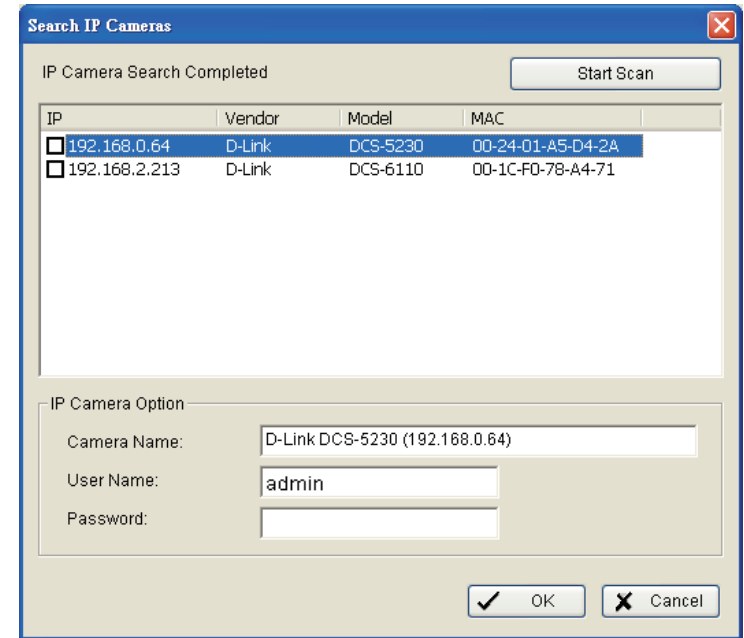 Search IP Cameras
IP Camera Search Completed Start Scan
IP Vendor Model MAC
192.168.0.64 D-Link DCS-5230 00-24-01-A5-D4-2A
192.168.2.213 D-Link DCS-6110 00-1C-F0-78-A4-71
IP Camera Option
Camera Name: D-Link DCS-5230 (192.168.0.64)
User Name: admin
Password:
OK Cancel